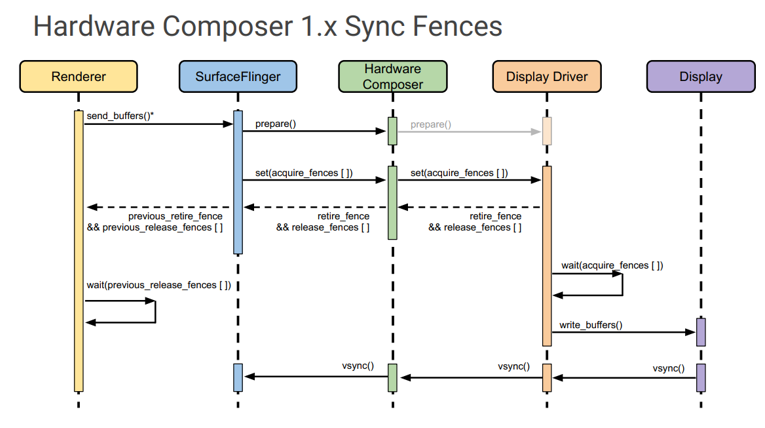 Hardware Composer 1.x Sync Fences
Renderer
SurfaceFlinger
Hardware
Composer
Display Driver
Display
send_buffers()*
prepare()
prepare()
set(acquire_fences [ ])
set(acquire_fences [ ])
previous_retire_fence
&& previous_release_fences [ ]
retire_fence
&& release_fences [ ]
retire_fence
&& release_fences [ ]
wait(acquire_fences [ ])
wait(previous_release_fences [ ])
write_buffers()
vsync()
vsync()
vsync()